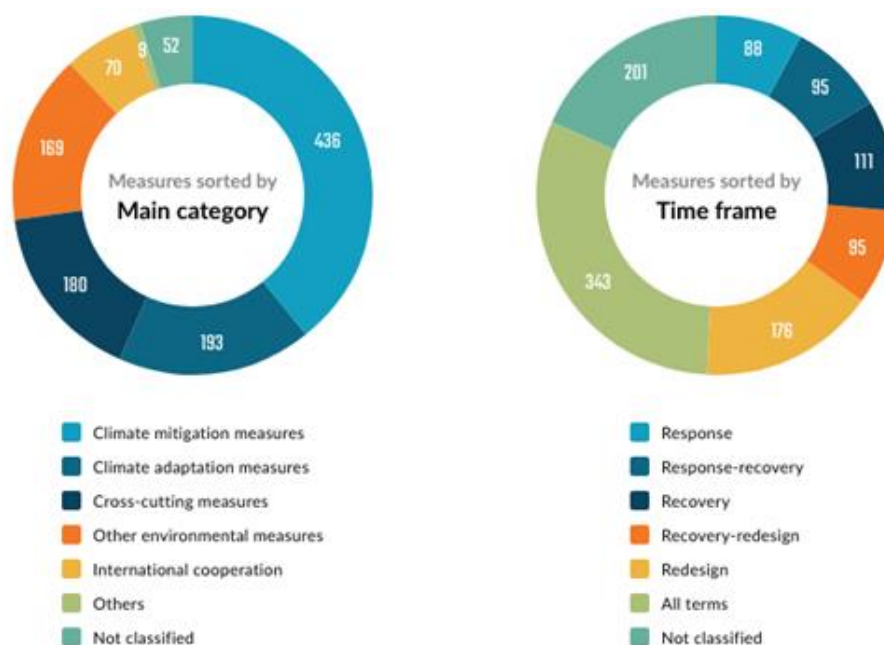 52
9
70
436
169
180
193
Measures sorted by
Main category
Climate mitigation measures
Climate adaptation measures
Cross-cutting measures
Other environmental measures
International cooperation
Others
Not classified
88
201
95
111
95
343
176
Measures sorted by
Time frame
Response
Response-recovery
Recovery
Recovery-redesign
Redesign
All terms
Not classified